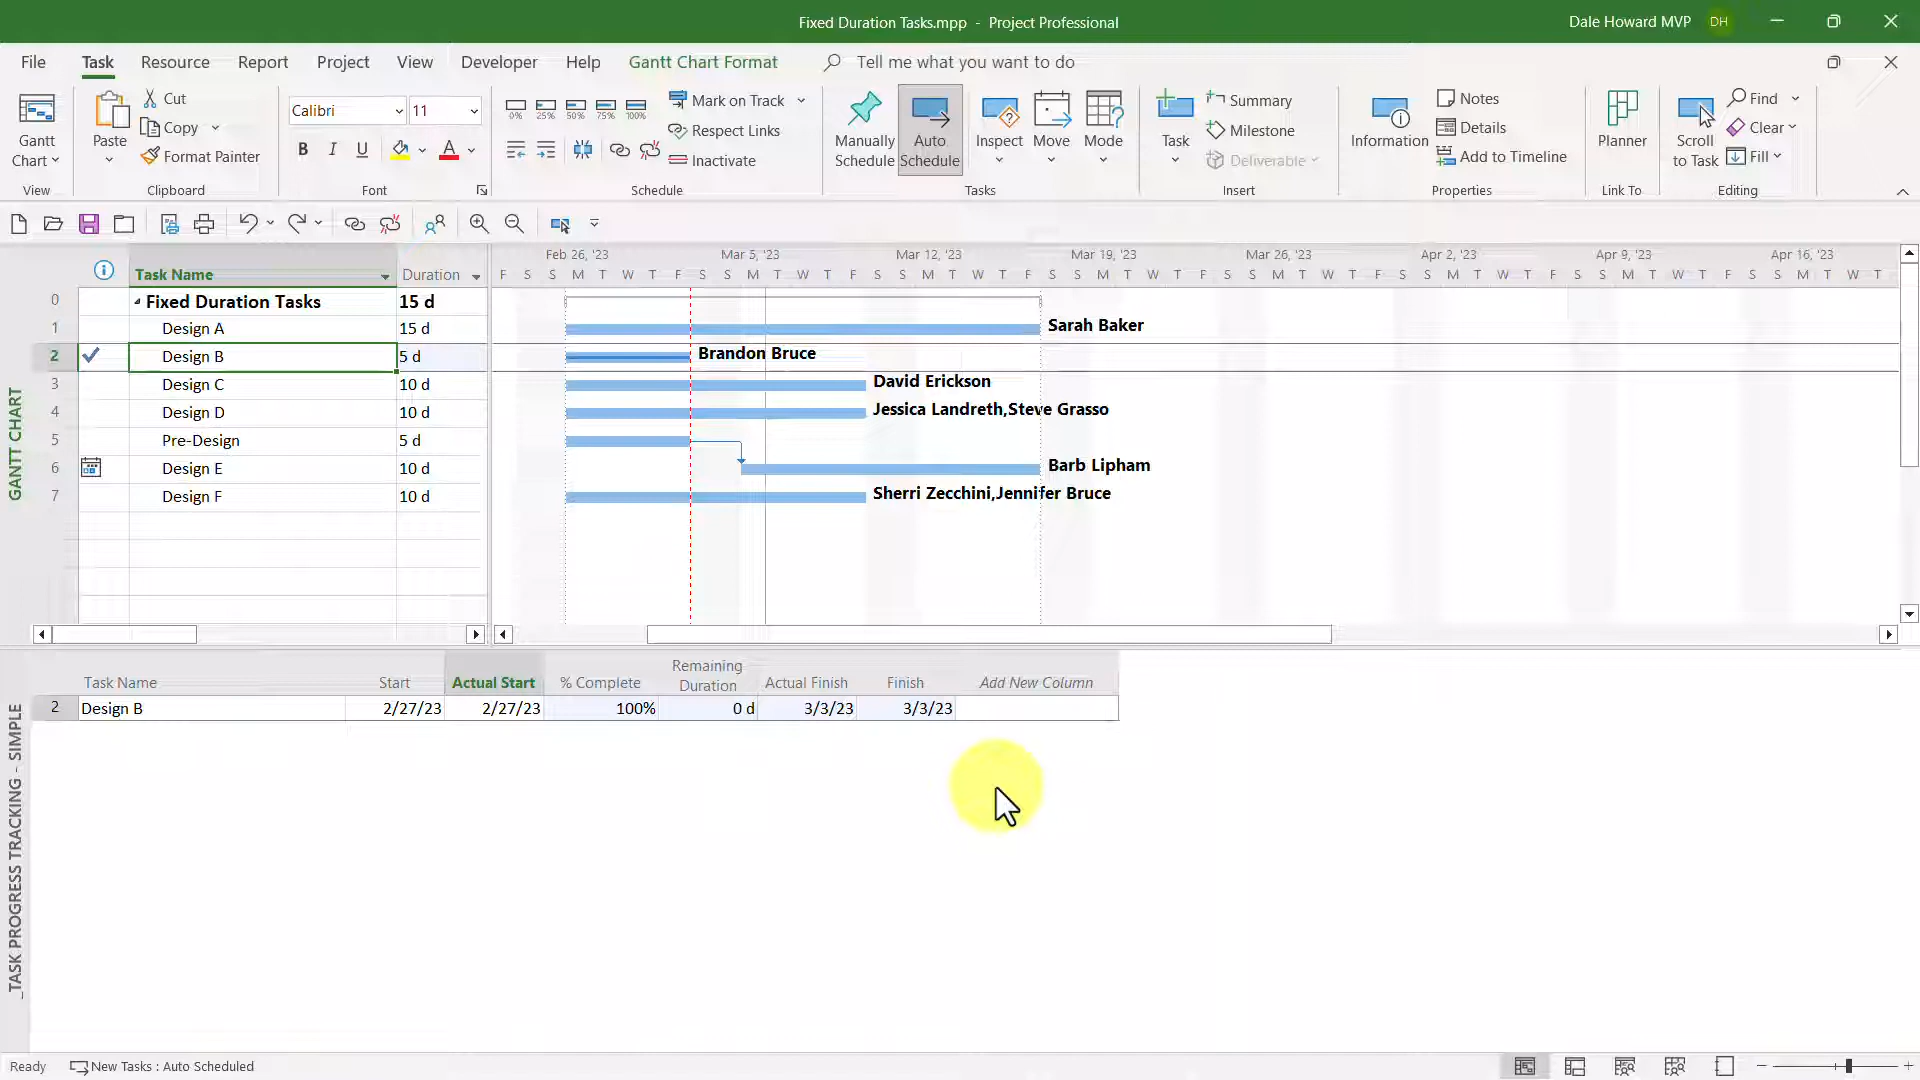 Fixed Duration Tasks.mpp - Project Professional
Dale Howard MVP DH
File Task Resource Report Project View Developer Help Gantt Chart Format Tell me what you want to do
Gantt Chart
View
Paste
Cut
Copy
Format Painter
Clipboard
Calibri 11
B I U A
Font
0% 25% 50% 75% 100%
Mark on Track
Respect Links
Inactivate
Schedule
Manually Schedule
Auto Schedule
Inspect
Move
Mode
Tasks
Task
Summary
Milestone
Deliverable
Insert
Information
Notes
Details
Add to Timeline
Properties
Planner
Link To
Scroll to Task
Find
Clear
Fill
Editing
Task Name Duration
Feb 26, '23 Mar 5, '23 Mar 12, '23 Mar 19, '23 Mar 26, '23 Apr 2, '23 Apr 9, '23 Apr 16, '23
F S S M T W T F S S M T W T F S S M T W T F S S M T W T F S S M T W T F S S M T W T F S S M T W T F S S M T W T
0 Fixed Duration Tasks 15 d
1 Design A 15 d Sarah Baker
2 Design B 5 d Brandon Bruce
3 Design C 10 d David Erickson
4 Design D 10 d Jessica Landreth,Steve Grasso
5 Pre-Design 5 d
6 Design E 10 d Barb Lipham
7 Design F 10 d Sherri Zecchini,Jennifer Bruce
GANTT CHART
Task Name Start Actual Start % Complete Remaining Duration Actual Finish Finish Add New Column
2 Design B 2/27/23 2/27/23 100% 0 d 3/3/23 3/3/23
_TASK PROGRESS TRACKING - SIMPLE
Ready New Tasks : Auto Scheduled